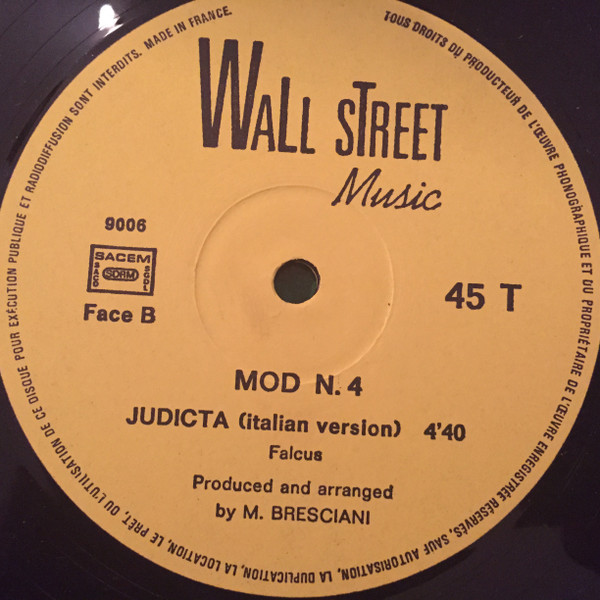 WALL STREET
Music
9006
SACEM
SACD SDRM SGDL
Face B
45 T
MOD N. 4
JUDICTA (italian version) 4'40
Falcus
Produced and arranged
by M. BRESCIANI
TOUS DROITS DU PRODUCTEUR DE L'ŒUVRE PHONOGRAPHIQUE ET DU PROPRIÉTAIRE DE L'ŒUVRE ENREGISTRÉE RÉSERVÉS, SAUF AUTORISATION, LA DUPLICATION, LA LOCATION, LE PRÊT, OU L'UTILISATION DE CE DISQUE POUR EXÉCUTION PUBLIQUE ET RADIODIFFUSION SONT INTERDITS. MADE IN FRANCE.